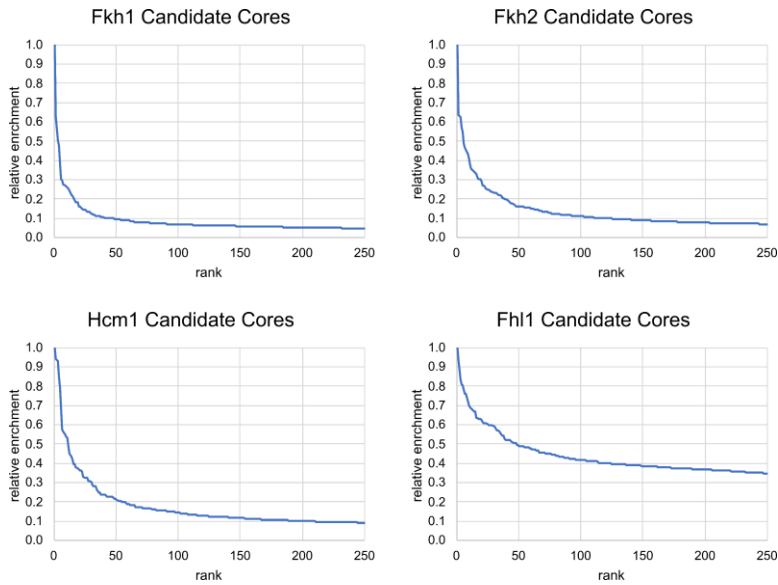 Fkh1 Candidate Cores
relative enrchment
1.0
0.9
0.8
0.7
0.6
0.5
0.4
0.3
0.2
0.1
0.0
0 50 100 150 200 250
rank
Fkh2 Candidate Cores
relative enrchment
1.0
0.9
0.8
0.7
0.6
0.5
0.4
0.3
0.2
0.1
0.0
0 50 100 150 200 250
rank
Hcm1 Candidate Cores
relative enrchment
1.0
0.9
0.8
0.7
0.6
0.5
0.4
0.3
0.2
0.1
0.0
0 50 100 150 200 250
rank
Fhl1 Candidate Cores
relative enrchment
1.0
0.9
0.8
0.7
0.6
0.5
0.4
0.3
0.2
0.1
0.0
0 50 100 150 200 250
rank